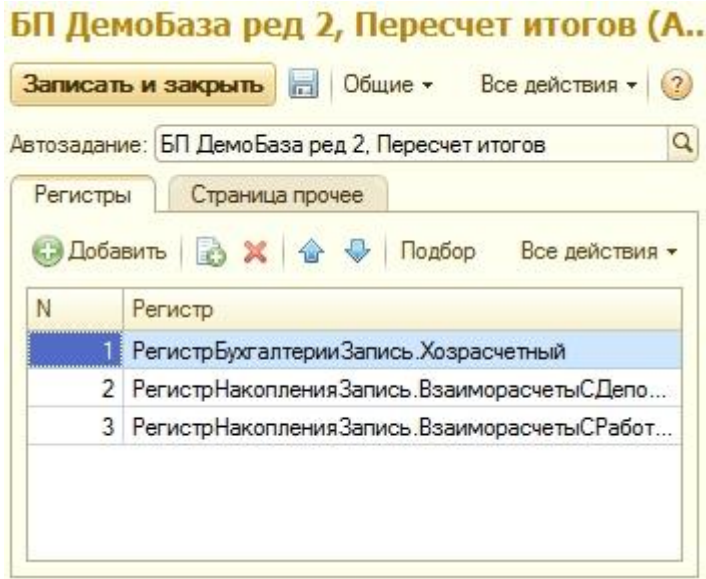 БП ДемоБаза ред 2, Пересчет итогов (А..
Записать и закрыть Общие Все действия ?
Автозадание: БП ДемоБаза ред 2, Пересчет итогов
Регистры Страница прочее
Добавить Подбор Все действия
N Регистр
1 РегистрБухгалтерииЗапись.Хозрасчетный
2 РегистрНакопленияЗапись.ВзаиморасчетыСДепо...
3 РегистрНакопленияЗапись.ВзаиморасчетыСРабот...